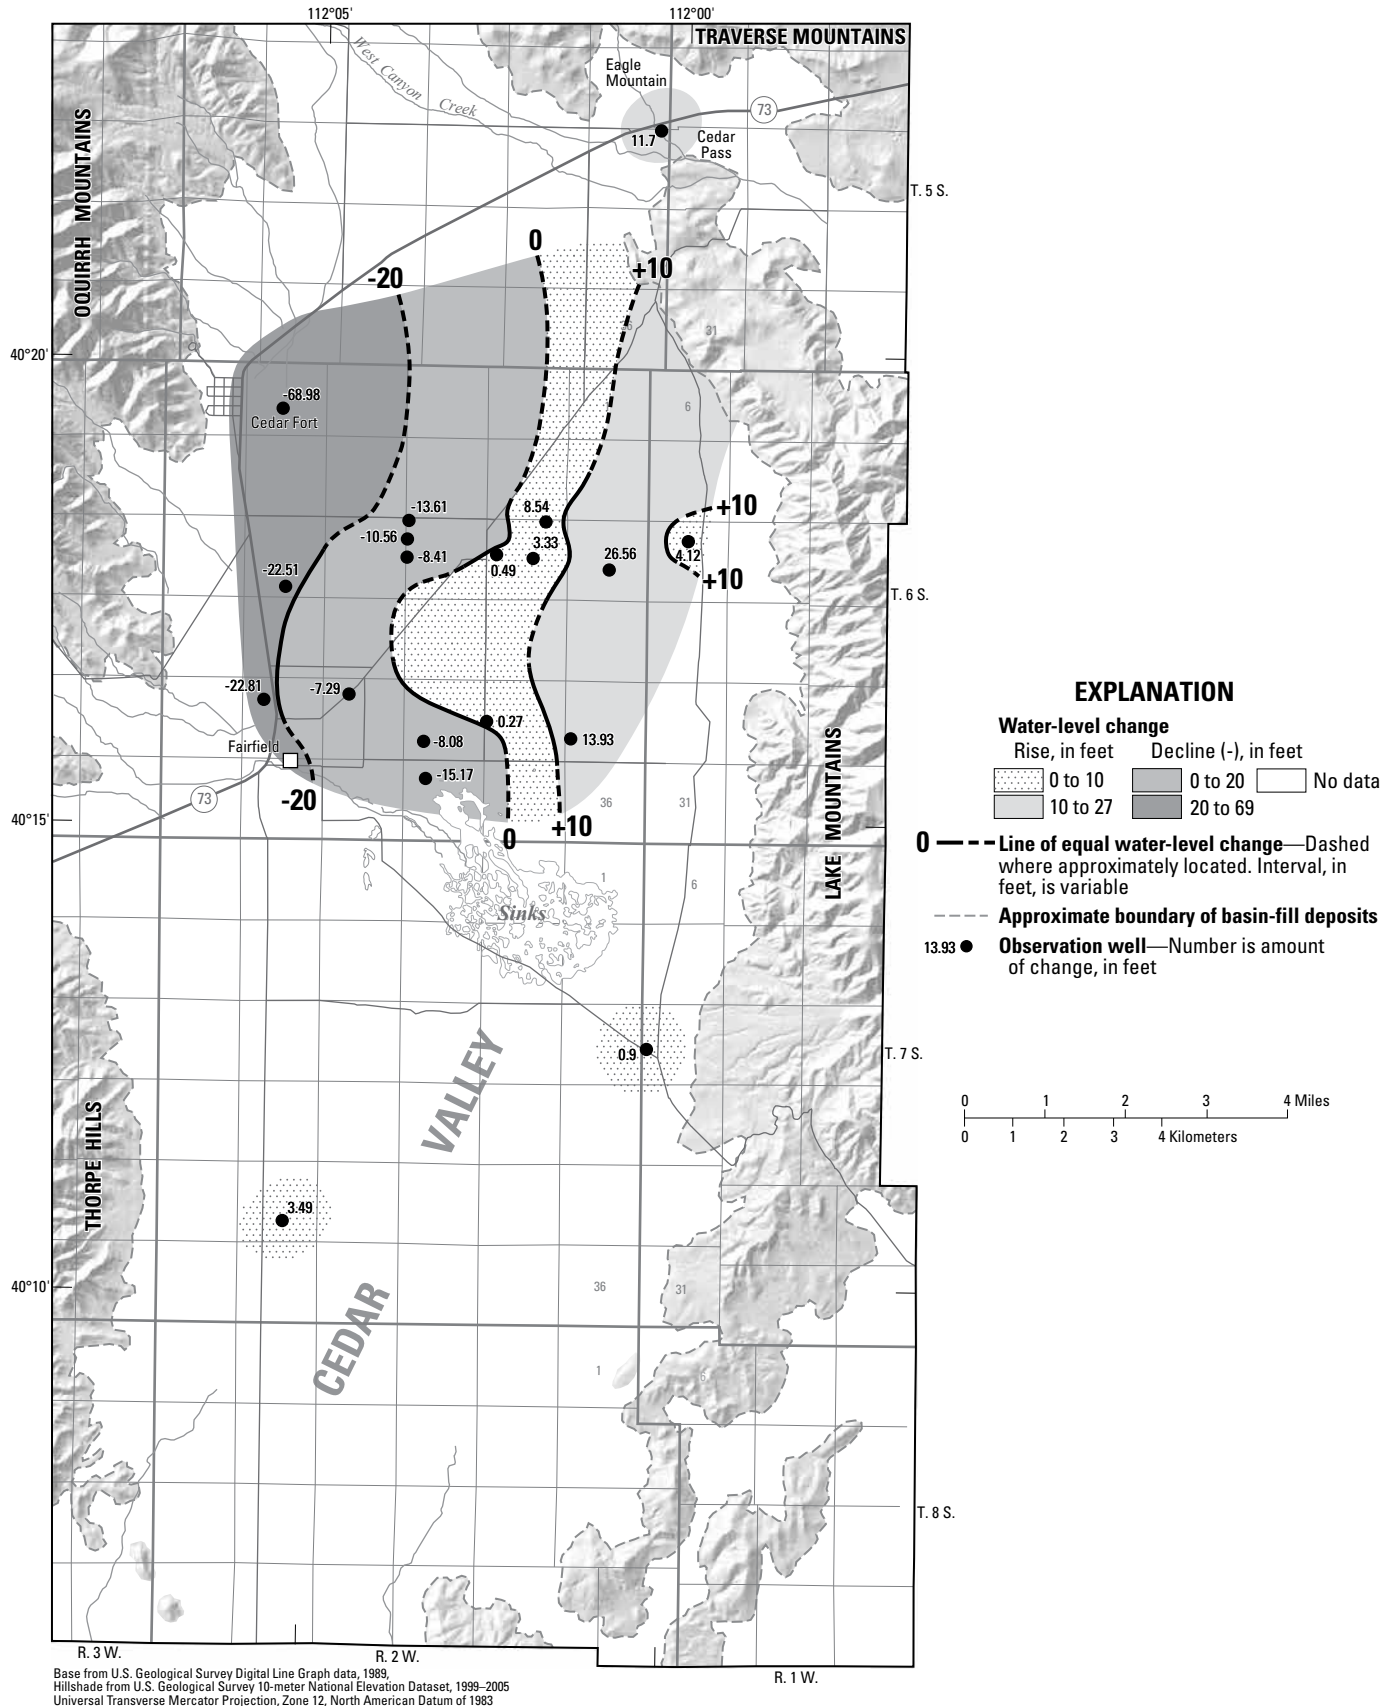 112°05'
112°00'
TRAVERSE MOUNTAINS
West Canyon Creek
Eagle
Mountain
73
11.7
Cedar
Pass
OQUIRRH MOUNTAINS
T. 5 S.
0
+10
-20
36
31
40°20'
-68.98
Cedar Fort
6
-13.61
8.54
+10
-10.56
3.33
-8.41
0.49
26.56
4.12
-22.51
+10
T. 6 S.
-22.81
-7.29
0.27
-8.08
13.93
Fairfield
-15.17
73
-20
36
31
40°15'
0
+10
LAKE MOUNTAINS
1
6
Sinks
0.9
T. 7 S.
VALLEY
THORPE HILLS
3.49
40°10'
36
31
CEDAR
1
6
T. 8 S.
R. 3 W.
R. 2 W.
R. 1 W.
Base from U.S. Geological Survey Digital Line Graph data, 1989,
Hillshade from U.S. Geological Survey 10-meter National Elevation Dataset, 1999–2005
Universal Transverse Mercator Projection, Zone 12, North American Datum of 1983
EXPLANATION
Water-level change
Rise, in feet
Decline (-), in feet
0 to 10
0 to 20
No data
10 to 27
20 to 69
0
Line of equal water-level change—Dashed
where approximately located. Interval, in
feet, is variable
Approximate boundary of basin-fill deposits
13.93
Observation well—Number is amount
of change, in feet
0 1 2 3 4 Miles
0 1 2 3 4 Kilometers